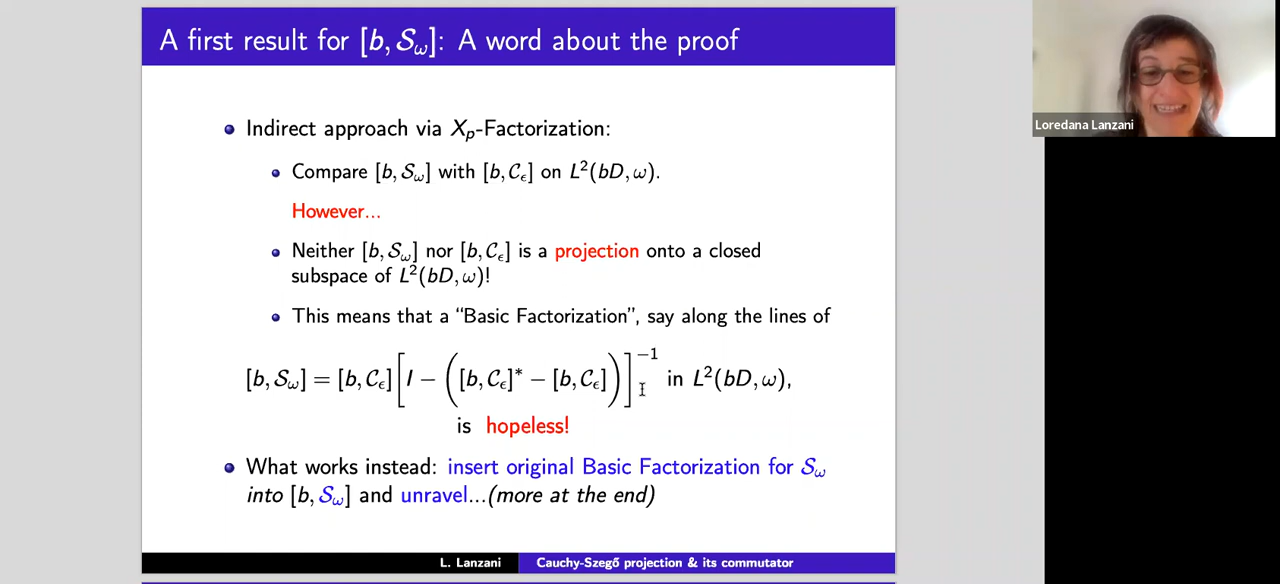 A first result for [b, 𝒮_ω]: A word about the proof
Loredana Lanzani
Indirect approach via X_p-Factorization:
Compare [b, 𝒮_ω] with [b, 𝒞_ϵ] on L²(bD, ω).
However...
Neither [b, 𝒮_ω] nor [b, 𝒞_ϵ] is a projection onto a closed
subspace of L²(bD, ω)!
This means that a “Basic Factorization”, say along the lines of
[b, 𝒮_ω] = [b, 𝒞_ϵ] [I − ([b, 𝒞_ϵ]* − [b, 𝒞_ϵ])]⁻¹ in L²(bD, ω),
is hopeless!
What works instead: insert original Basic Factorization for 𝒮_ω
into [b, 𝒮_ω] and unravel...(more at the end)
L. Lanzani Cauchy-Szegő projection & its commutator